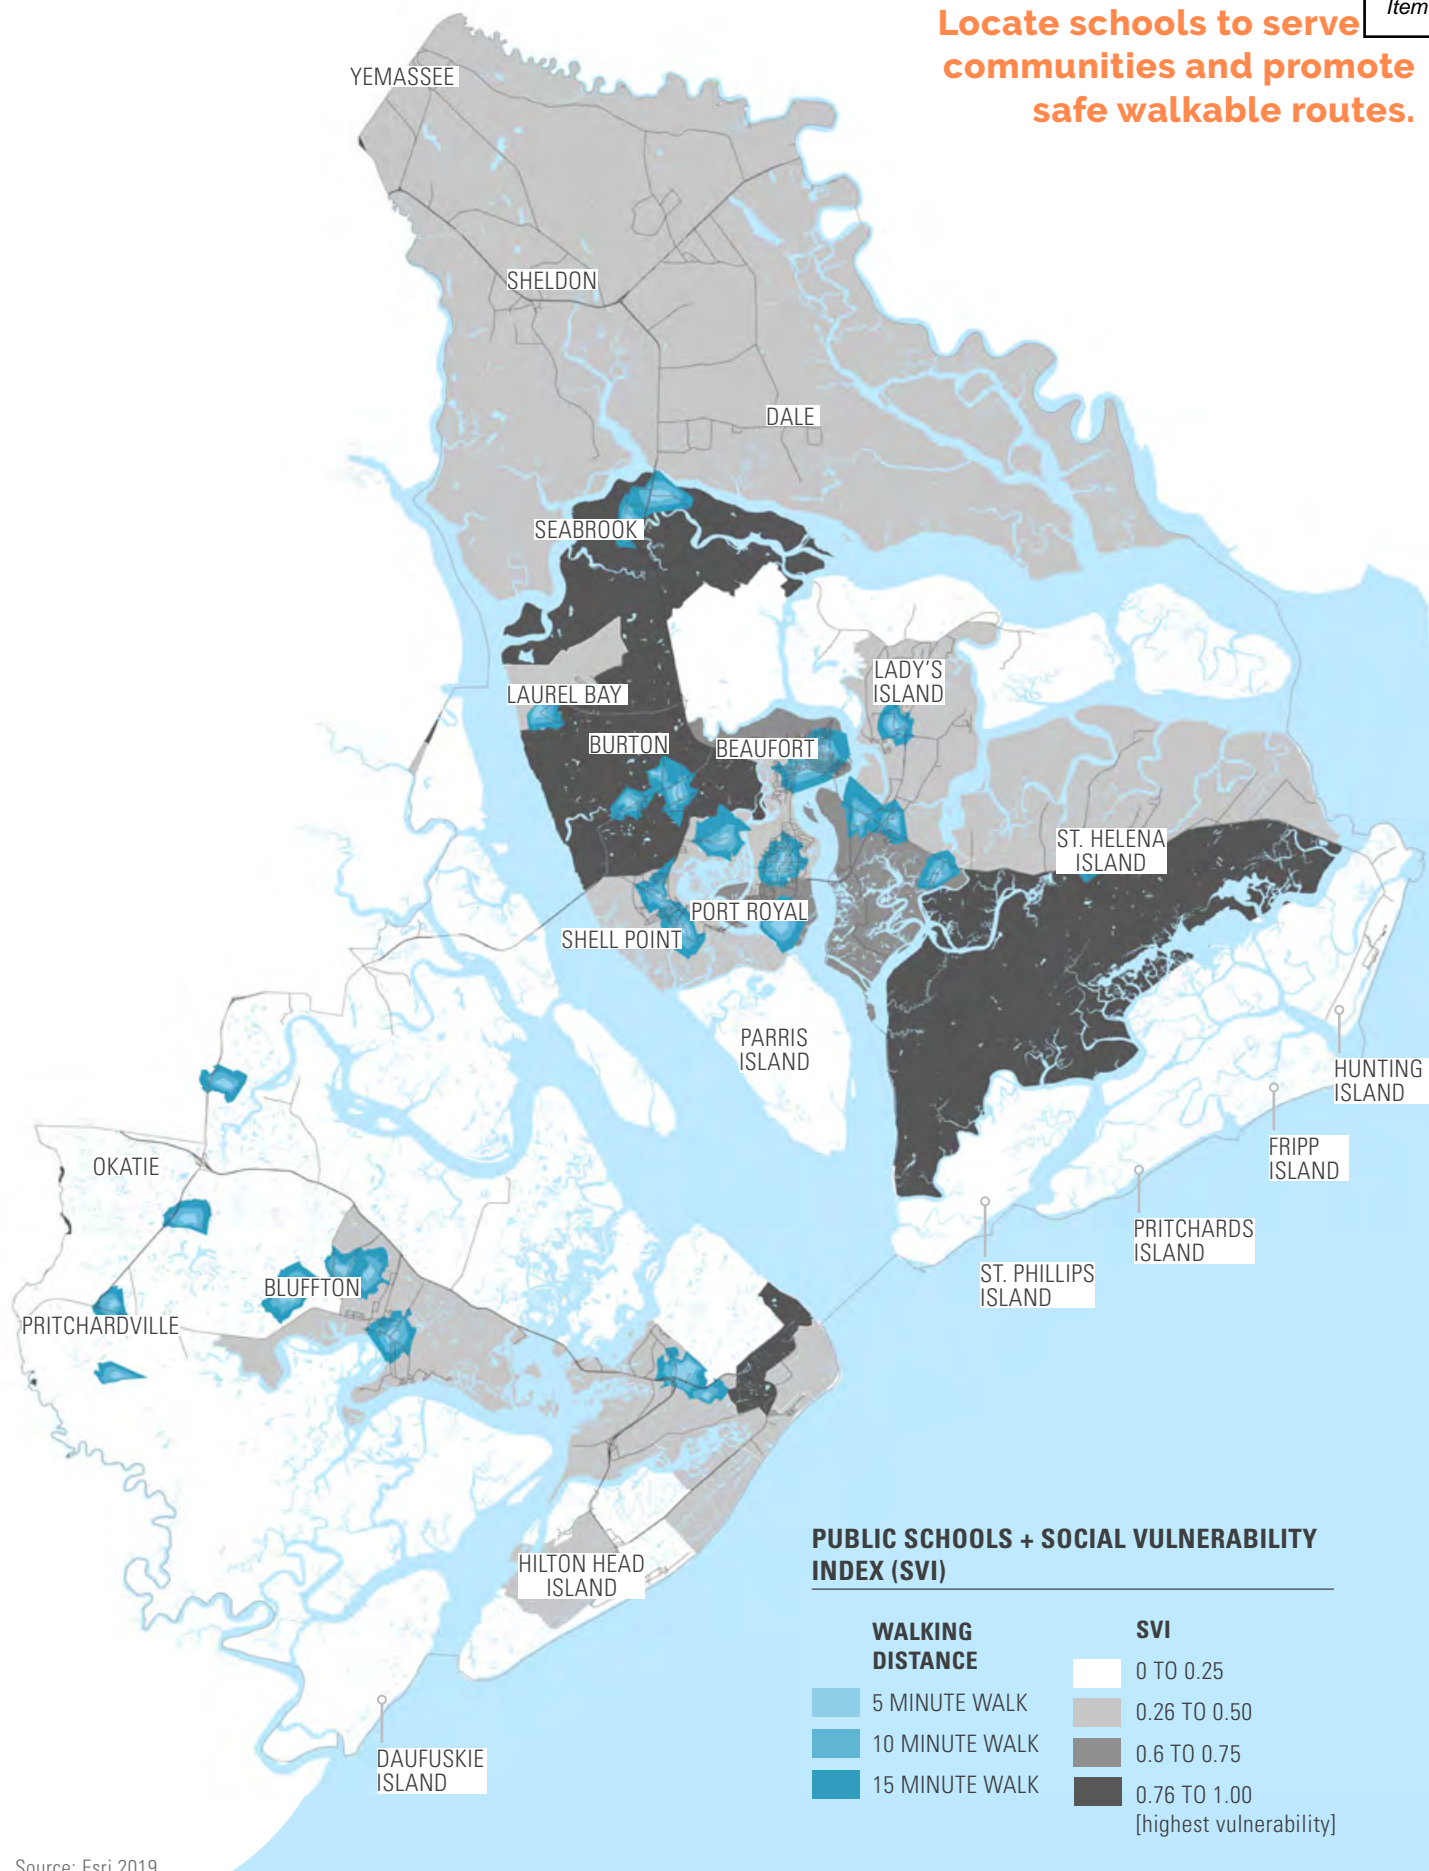 Item
Locate schools to serve
communities and promote
safe walkable routes.
YEMASSEE
SHELDON
DALE
SEABROOK
LADY'S
ISLAND
LAUREL BAY
BURTON
BEAUFORT
ST. HELENA
ISLAND
PORT ROYAL
SHELL POINT
PARRIS
ISLAND
HUNTING
ISLAND
FRIPP
ISLAND
OKATIE
PRITCHARDS
ISLAND
ST. PHILLIPS
ISLAND
BLUFFTON
PRITCHARDVILLE
HILTON HEAD
ISLAND
DAUFUSKIE
ISLAND
PUBLIC SCHOOLS + SOCIAL VULNERABILITY
INDEX (SVI)
WALKING
DISTANCE
5 MINUTE WALK
10 MINUTE WALK
15 MINUTE WALK
SVI
0 TO 0.25
0.26 TO 0.50
0.6 TO 0.75
0.76 TO 1.00
[highest vulnerability]
Source: Esri 2019